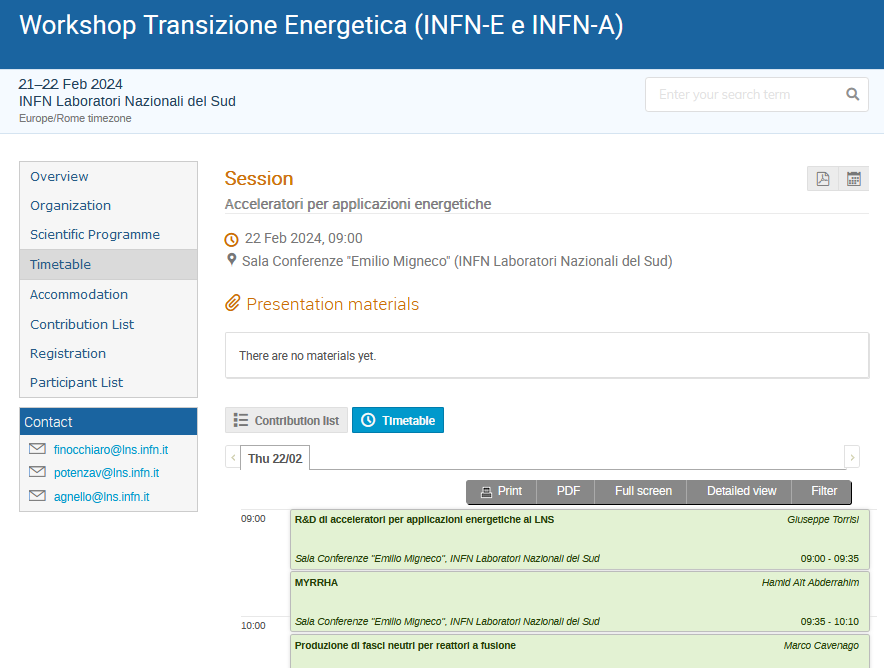 Workshop Transizione Energetica (INFN-E e INFN-A)
21–22 Feb 2024
INFN Laboratori Nazionali del Sud
Europe/Rome timezone
Enter your search term
Overview
Organization
Scientific Programme
Timetable
Accommodation
Contribution List
Registration
Participant List
Contact
finocchiaro@lns.infn.it
potenzav@lns.infn.it
agnello@lns.infn.it
Session
Acceleratori per applicazioni energetiche
22 Feb 2024, 09:00
Sala Conferenze "Emilio Migneco" (INFN Laboratori Nazionali del Sud)
Presentation materials
There are no materials yet.
Contribution list Timetable
Thu 22/02
Print PDF Full screen Detailed view Filter
09:00
R&D di acceleratori per applicazioni energetiche ai LNS Giuseppe Torrisi
Sala Conferenze "Emilio Migneco", INFN Laboratori Nazionali del Sud 09:00 - 09:35
MYRRHA Hamid Aït Abderrahim
Sala Conferenze "Emilio Migneco", INFN Laboratori Nazionali del Sud 09:35 - 10:10
10:00
Produzione di fasci neutri per reattori a fusione Marco Cavenago